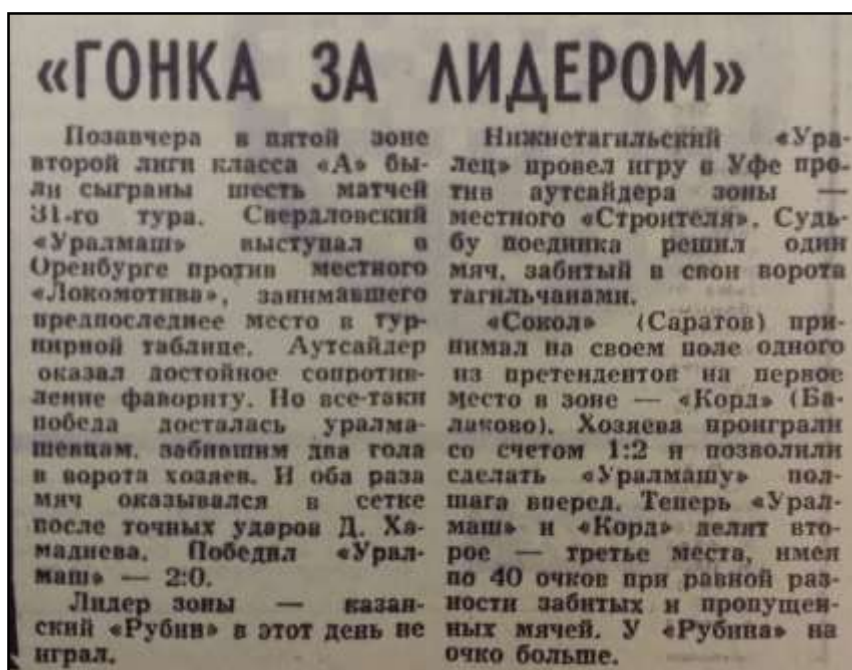 «ГОНКА ЗА ЛИДЕРОМ»
Позавчера в пятой зоне
второй лиги класса «А» бы-
ли сыграны шесть матчей
31-го тура. Свердловский
«Уралмаш» выступал в
Оренбурге против местного
«Локомотива», занимавшего
предпоследнее место в тур-
нирной таблице. Аутсайдер
оказал достойное сопротив-
ление фавориту. Но все-таки
победа досталась уралма-
шевцам, забившим два гола
в ворота хозяев. И оба раза
мяч оказывался в сетке
после точных ударов Д. Ха-
мадиева. Победил «Урал-
маш» — 2:0.
Лидер зоны — казан-
ский «Рубин» в этот день не
играл.
Нижнетагильский «Ура-
лец» провел игру в Уфе про-
тив аутсайдера зоны —
местного «Строителя». Судь-
бу поединка решил один
мяч, забитый в свои ворота
тагильчанами.
«Сокол» (Саратов) при-
нимал на своем поле одного
из претендентов на первое
место в зоне — «Корд» (Ба-
лаково). Хозяева проиграли
со счетом 1:2 и позволили
сделать «Уралмашу» пол-
шага вперед. Теперь «Урал-
маш» и «Корд» делят вто-
рое — третье места, имея
по 40 очков при равной раз-
ности забитых и пропущен-
ных мячей. У «Рубина» на
очко больше.